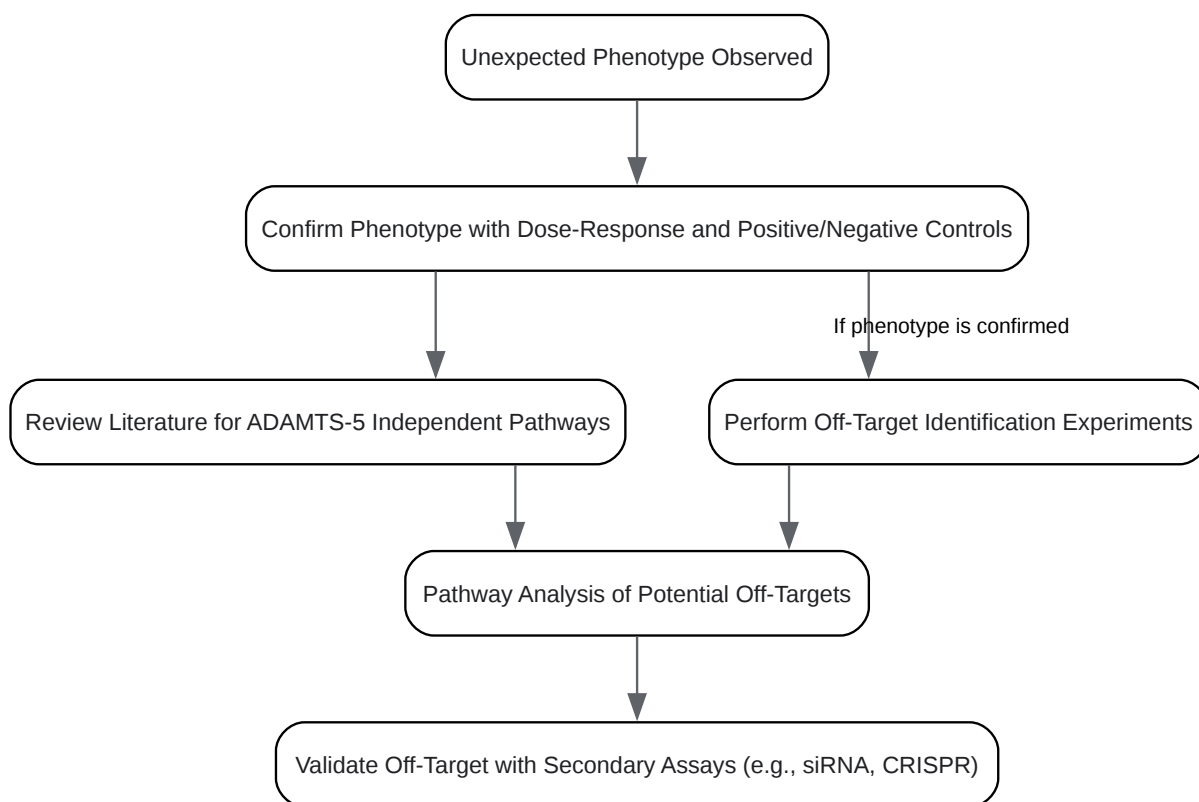 Unexpected Phenotype Observed
Confirm Phenotype with Dose-Response and Positive/Negative Controls
If phenotype is confirmed
Review Literature for ADAMTS-5 Independent Pathways
Perform Off-Target Identification Experiments
Pathway Analysis of Potential Off-Targets
Validate Off-Target with Secondary Assays (e.g., siRNA, CRISPR)